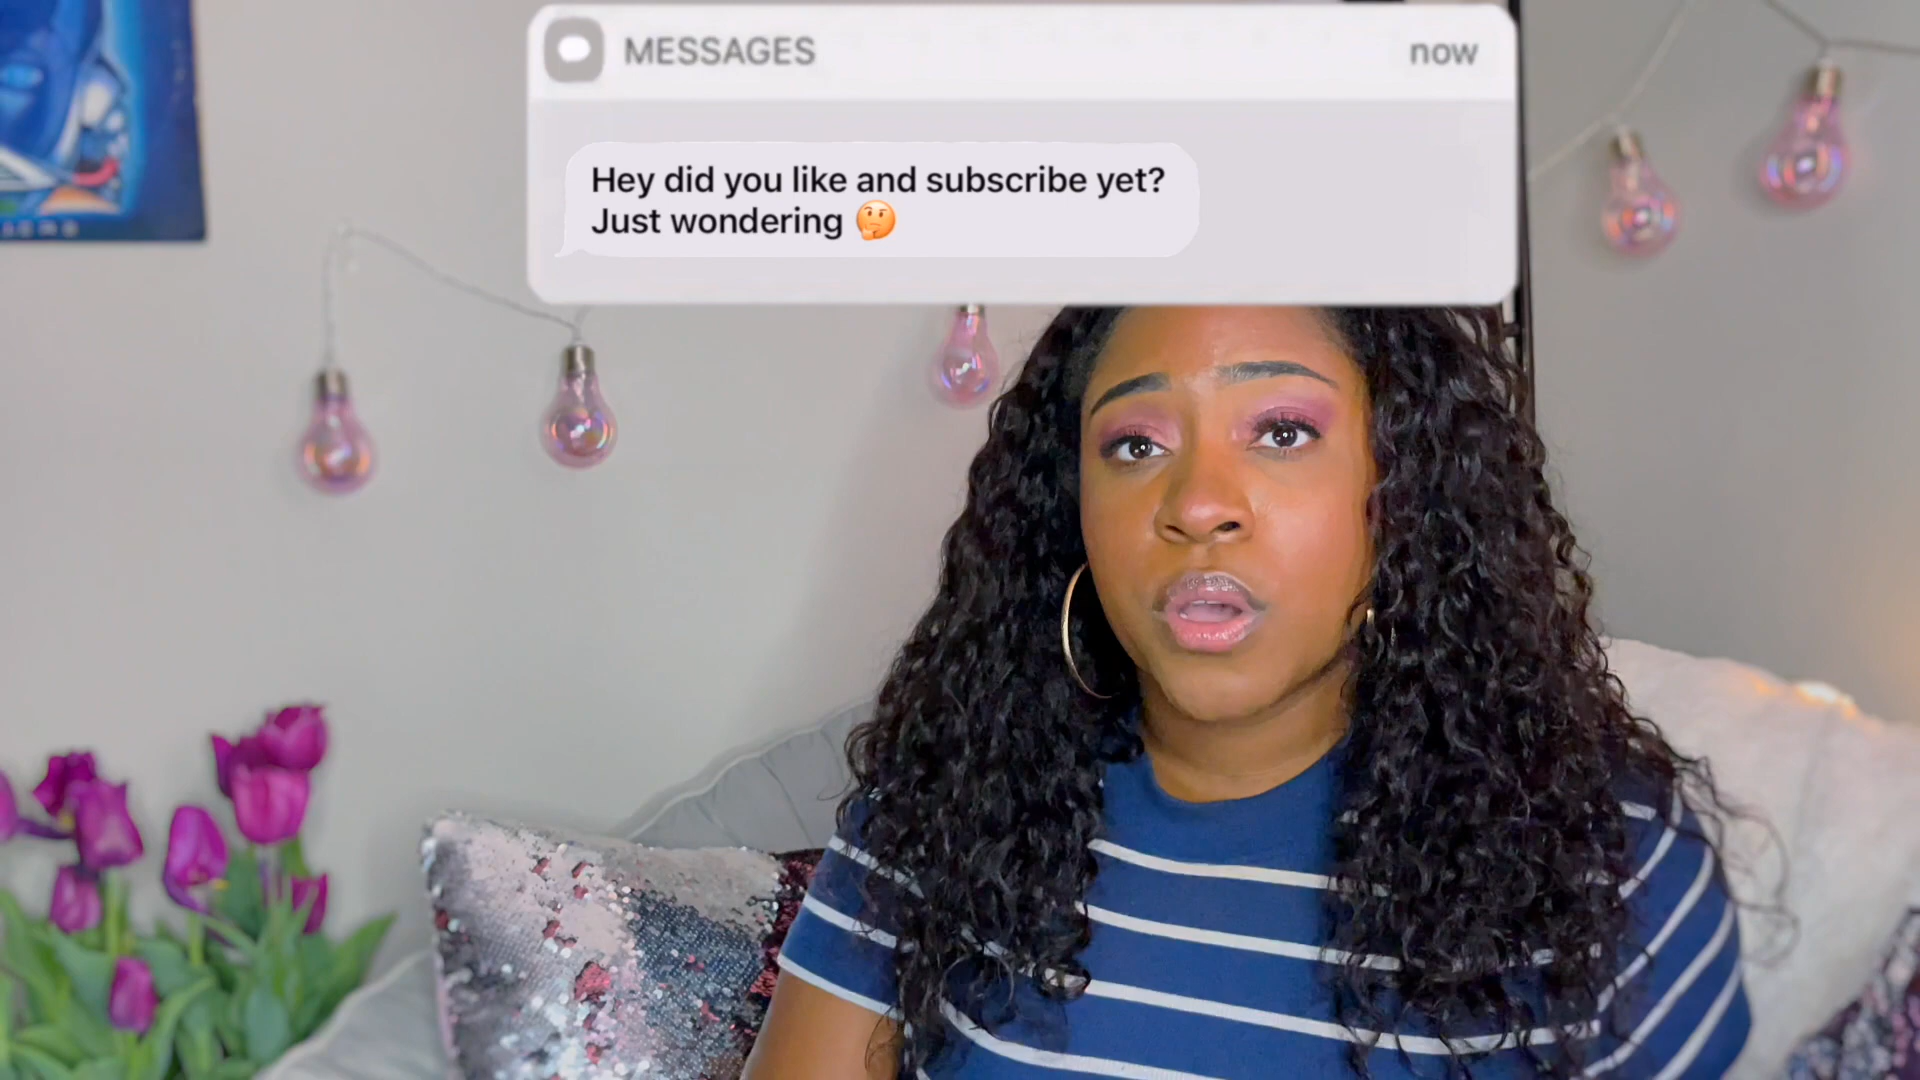 MESSAGES now
Hey did you like and subscribe yet?
Just wondering 🤔